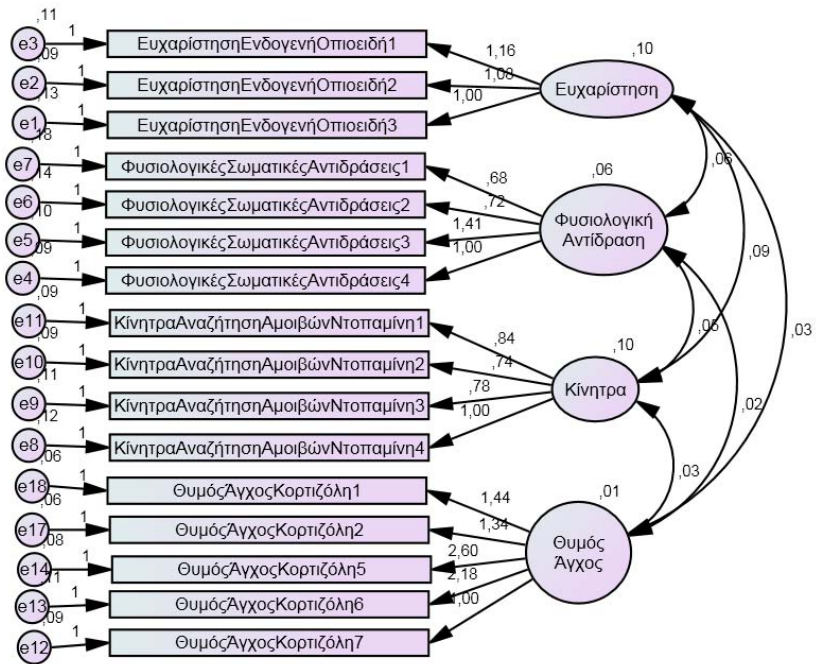 ,11
e3 1 ΕυχαρίστησηΕνδογενήΟπιοειδή1 1,16 ,10
,09
e2 1 ΕυχαρίστησηΕνδογενήΟπιοειδή2 1,08 Ευχαρίστηση
,13
e1 1 ΕυχαρίστησηΕνδογενήΟπιοειδή3 1,00
,18
e7 1 ΦυσιολογικέςΣωματικέςΑντιδράσεις1 ,68 ,06 ,06
,14
e6 1 ΦυσιολογικέςΣωματικέςΑντιδράσεις2 ,72 Φυσιολογική
,10
e5 1 ΦυσιολογικέςΣωματικέςΑντιδράσεις3 1,41 Αντίδραση ,09
,09
e4 1 ΦυσιολογικέςΣωματικέςΑντιδράσεις4 1,00
,09
e11 1 ΚίνητραΑναζήτησηΑμοιβώνΝτοπαμίνη1 ,84 ,10 ,05 ,03
,09
e10 1 ΚίνητραΑναζήτησηΑμοιβώνΝτοπαμίνη2 ,74 Κίνητρα
,11
e9 1 ΚίνητραΑναζήτησηΑμοιβώνΝτοπαμίνη3 ,78 ,02
,12
e8 1 ΚίνητραΑναζήτησηΑμοιβώνΝτοπαμίνη4 1,00
,06
e18 1 ΘυμόςΆγχοςΚορτιζόλη1 1,44 ,01 ,03
,06
e17 1 ΘυμόςΆγχοςΚορτιζόλη2 1,34 Θυμός
,08
e14 1 ΘυμόςΆγχοςΚορτιζόλη5 2,60 Άγχος
,11
e13 1 ΘυμόςΆγχοςΚορτιζόλη6 2,18
,09
e12 1 ΘυμόςΆγχοςΚορτιζόλη7 1,00